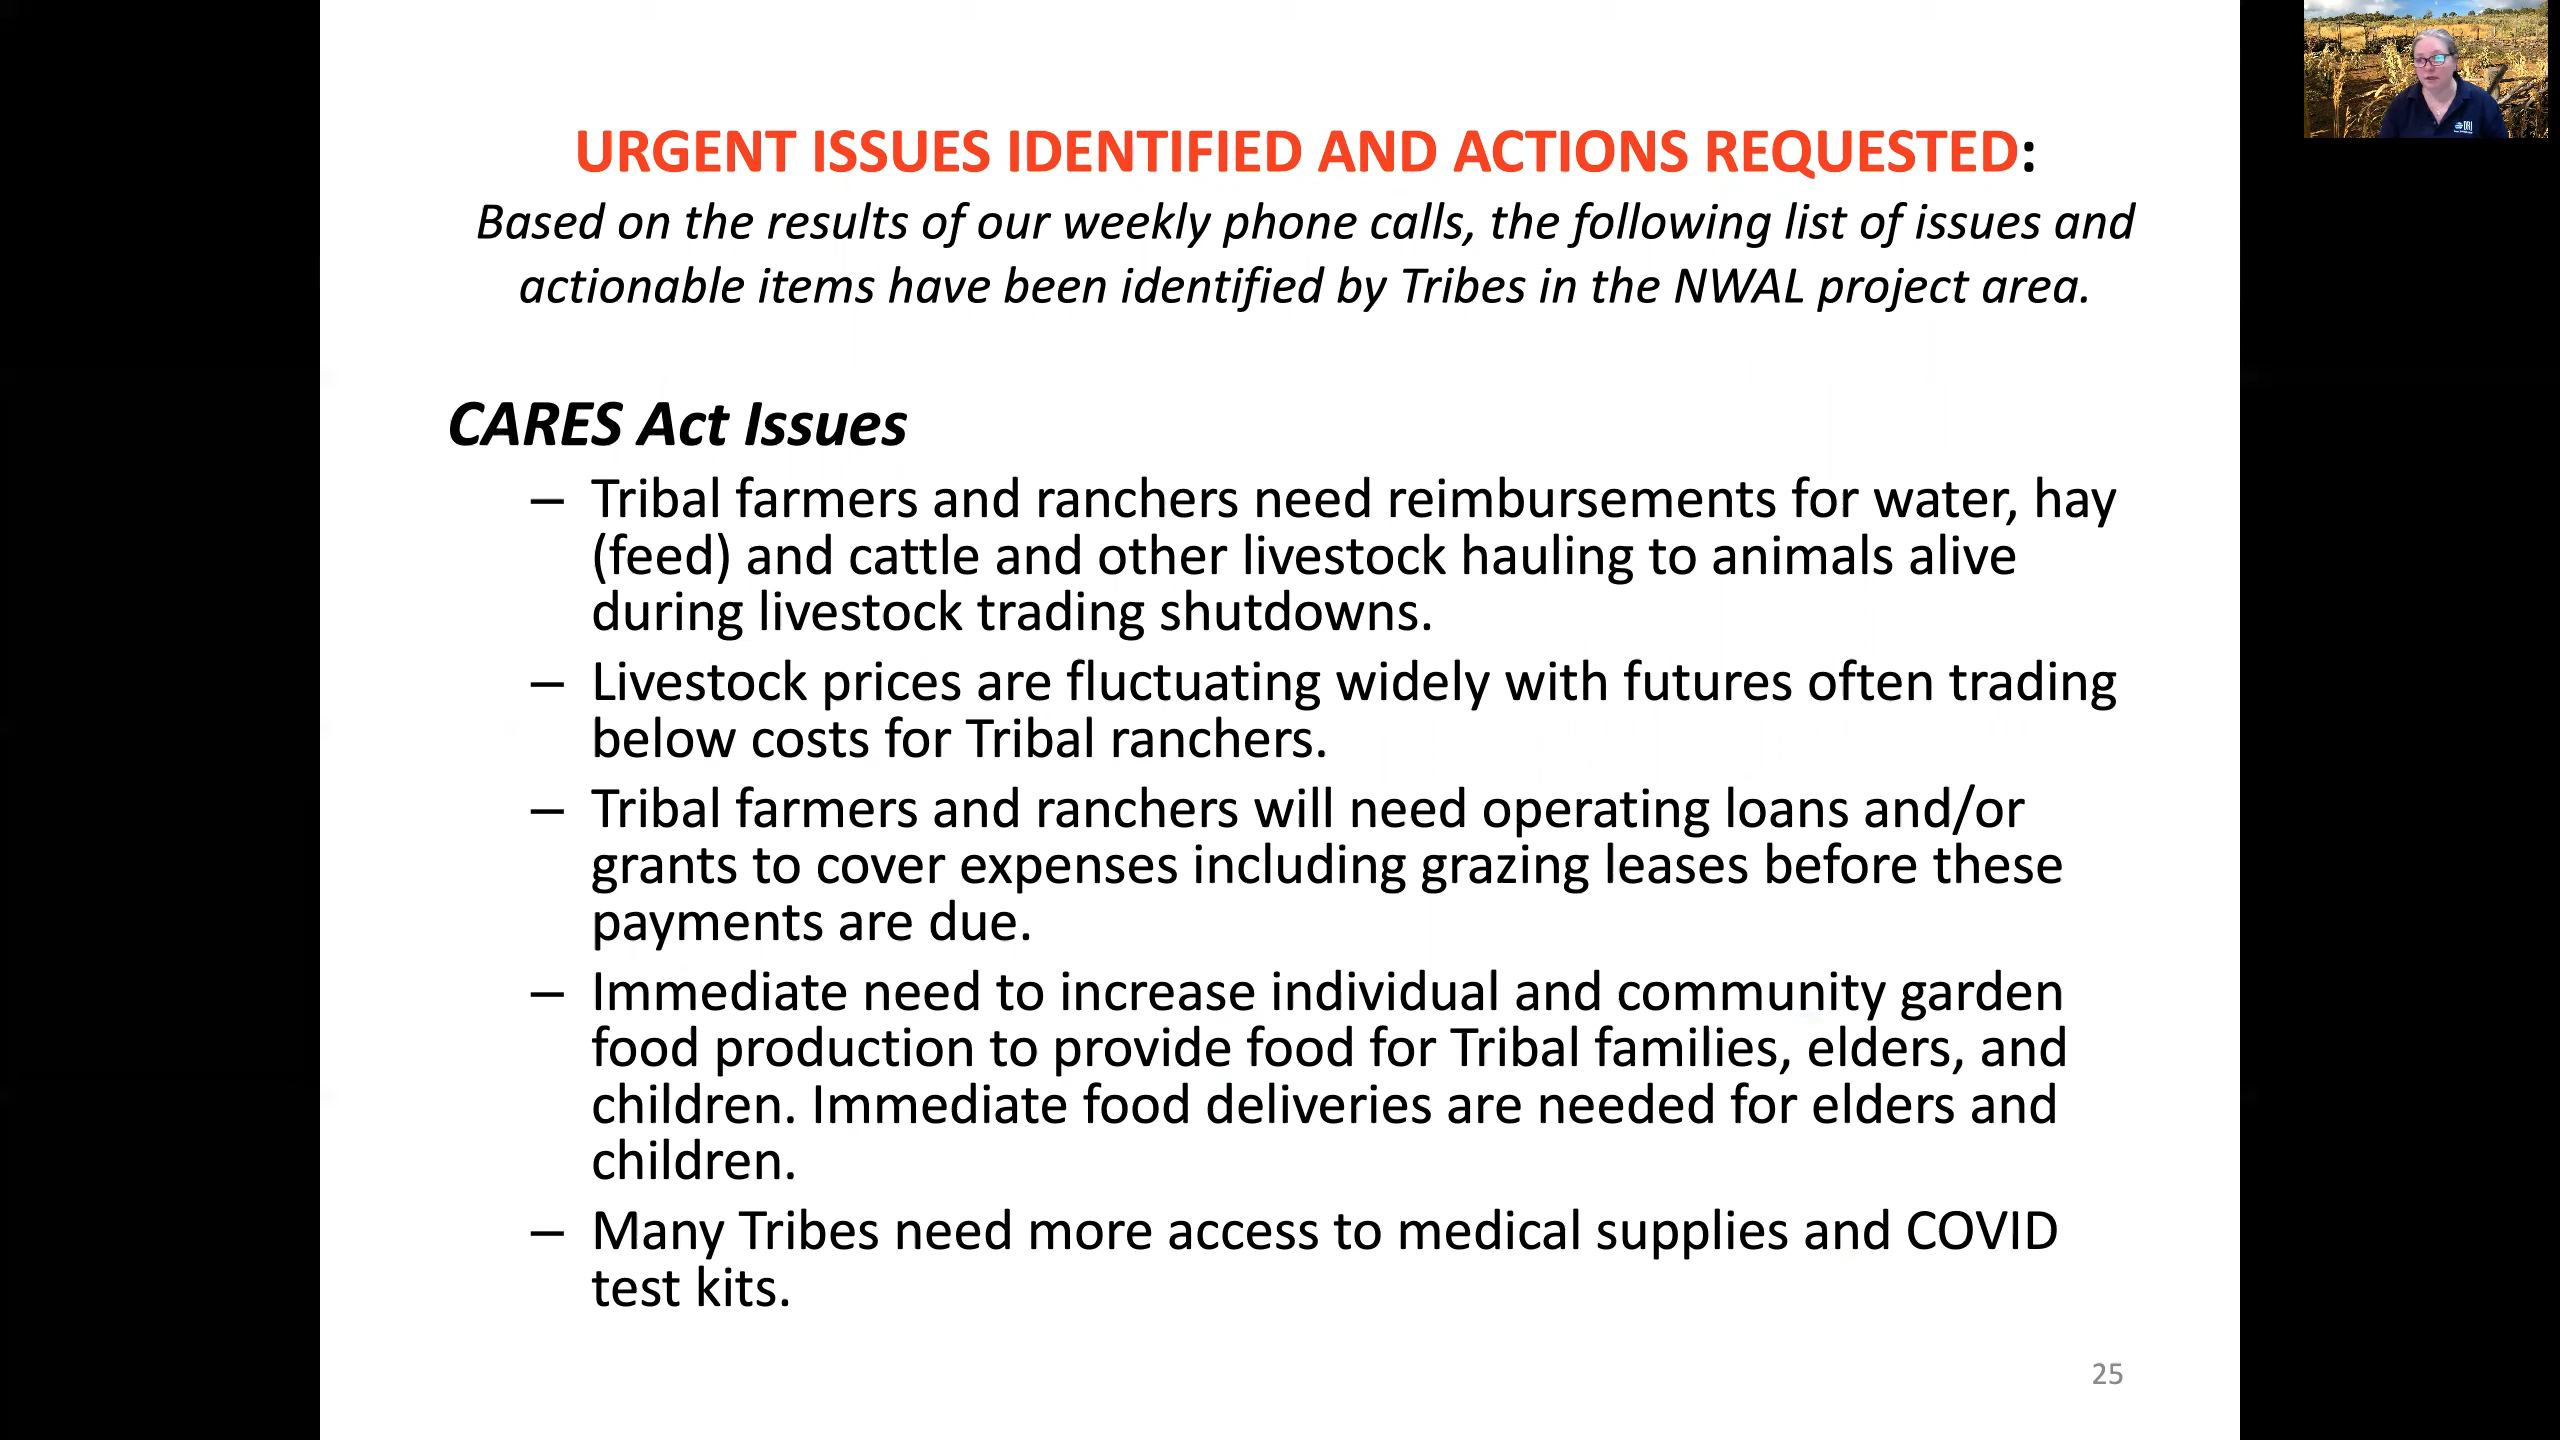 URGENT ISSUES IDENTIFIED AND ACTIONS REQUESTED:
Based on the results of our weekly phone calls, the following list of issues and
actionable items have been identified by Tribes in the NWAL project area.
CARES Act Issues
– Tribal farmers and ranchers need reimbursements for water, hay
(feed) and cattle and other livestock hauling to animals alive
during livestock trading shutdowns.
– Livestock prices are fluctuating widely with futures often trading
below costs for Tribal ranchers.
– Tribal farmers and ranchers will need operating loans and/or
grants to cover expenses including grazing leases before these
payments are due.
– Immediate need to increase individual and community garden
food production to provide food for Tribal families, elders, and
children. Immediate food deliveries are needed for elders and
children.
– Many Tribes need more access to medical supplies and COVID
test kits.
25
DRI